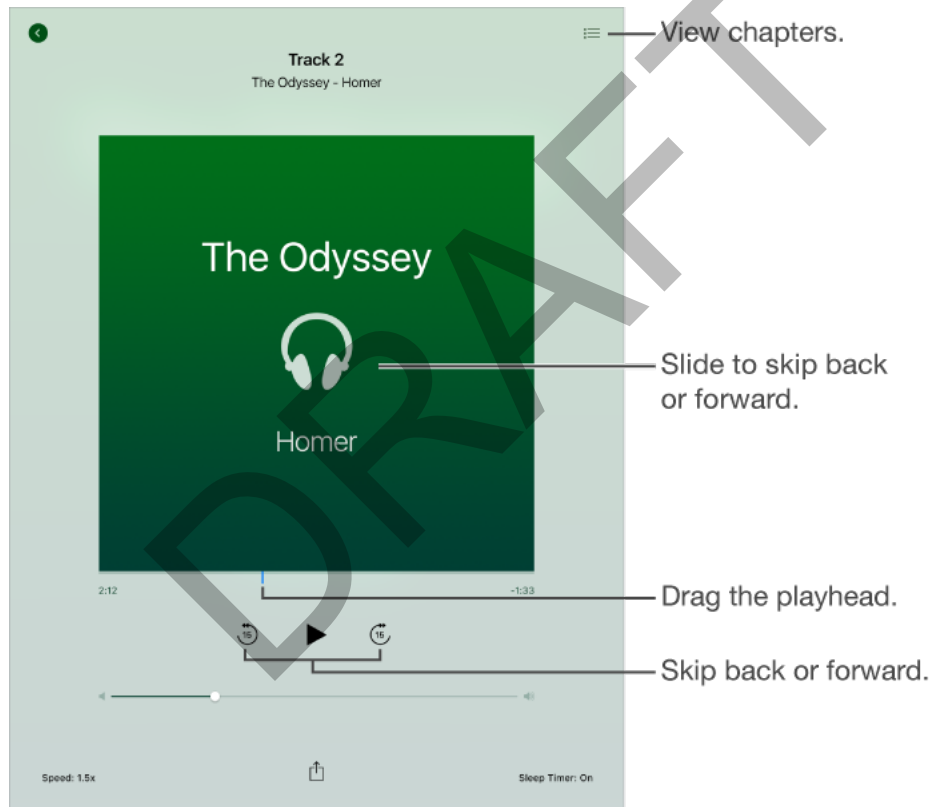 View chapters.
Track 2
The Odyssey - Homer
The Odyssey
Slide to skip back
or forward.
Homer
2:12
-1:33
Drag the playhead.
15
15
Skip back or forward.
Speed: 1.5x
Sleep Timer: On
DRAFT